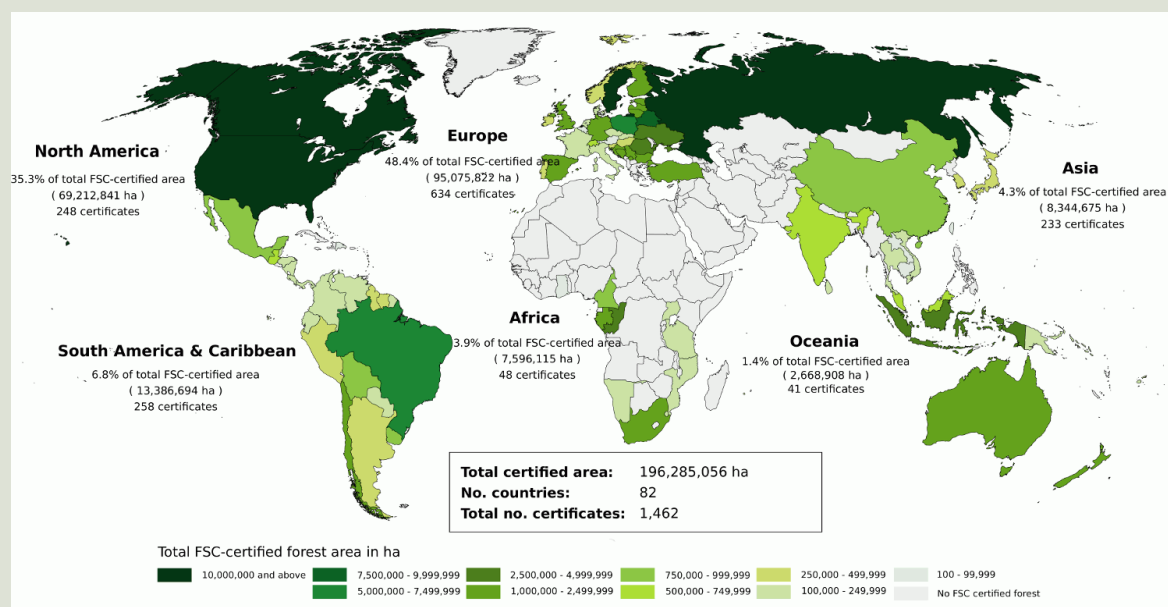 North America
35.3% of total FSC-certified area
( 69,212,841 ha )
248 certificates
Europe
48.4% of total FSC-certified area
( 95,075,822 ha )
634 certificates
Asia
4.3% of total FSC-certified area
( 8,344,675 ha )
233 certificates
South America & Caribbean
6.8% of total FSC-certified area
( 13,386,694 ha )
258 certificates
Africa
3.9% of total FSC-certified area
( 7,596,115 ha )
48 certificates
Oceania
1.4% of total FSC-certified area
( 2,668,908 ha )
41 certificates
Total certified area: 196,285,056 ha
No. countries: 82
Total no. certificates: 1,462
Total FSC-certified forest area in ha
10,000,000 and above
7,500,000 - 9,999,999
5,000,000 - 7,499,999
2,500,000 - 4,999,999
1,000,000 - 2,499,999
750,000 - 999,999
500,000 - 749,999
250,000 - 499,999
100,000 - 249,999
100 - 99,999
No FSC certified forest